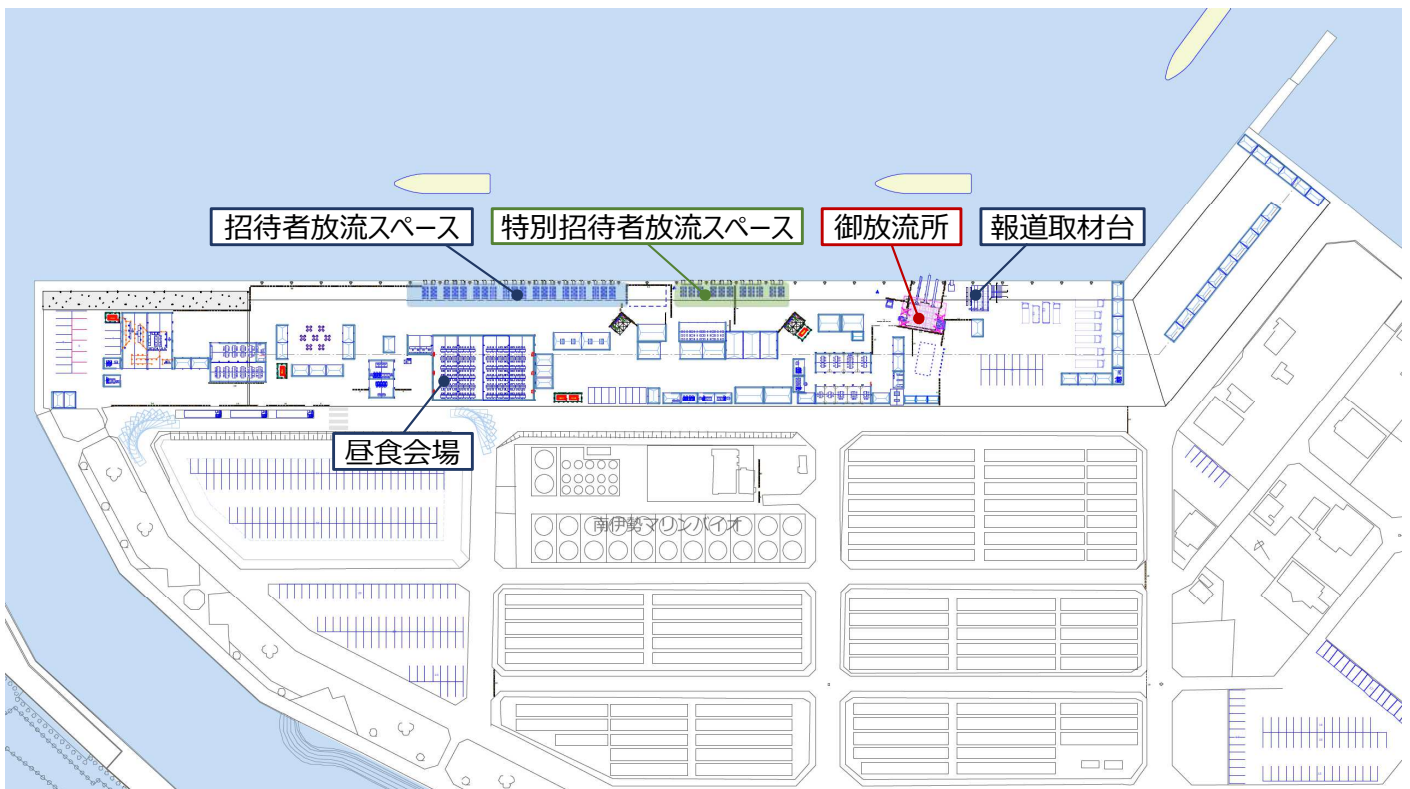 招待者放流スペース
特別招待者放流スペース
御放流所
報道取材台
昼食会場
南伊勢マリンバイオ